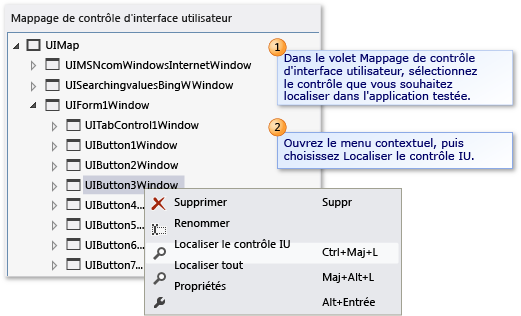 Mappage de contrôle d'interface utilisateur
UIMap
UIMSNcomWindowsInternetWindow
UISearchingvaluesBingWWindow
UIForm1Window
UITabControl1Window
UIButton1Window
UIButton2Window
UIButton3Window
UIButton4...
UIButton5...
UIButton6...
UIButton7...
Supprimer Suppr
Renommer
Localiser le contrôle IU Ctrl+Maj+L
Localiser tout Maj+Alt+L
Propriétés Alt+Entrée
1
Dans le volet Mappage de contrôle
d'interface utilisateur, sélectionnez
le contrôle que vous souhaitez
localiser dans l'application testée.
2
Ouvrez le menu contextuel, puis
choisissez Localiser le contrôle IU.